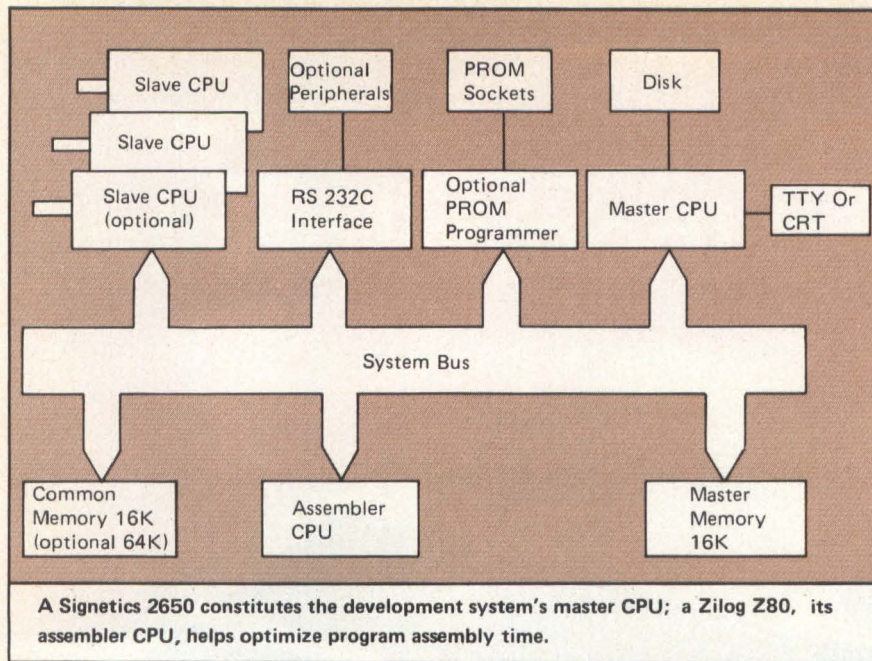 Slave CPU
Slave CPU
Slave CPU
(optional)
Optional
Peripherals
RS 232C
Interface
PROM
Sockets
Optional
PROM
Programmer
Disk
Master CPU
TTY Or
CRT
System Bus
Common
Memory 16K
(optional 64K)
Assembler
CPU
Master
Memory
16K
A Signetics 2650 constitutes the development system's master CPU; a Zilog Z80, its
assembler CPU, helps optimize program assembly time.